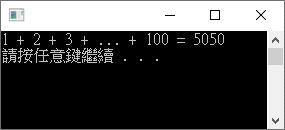 1 + 2 + 3 + ... + 100 = 5050
請按任意鍵繼續 . . .